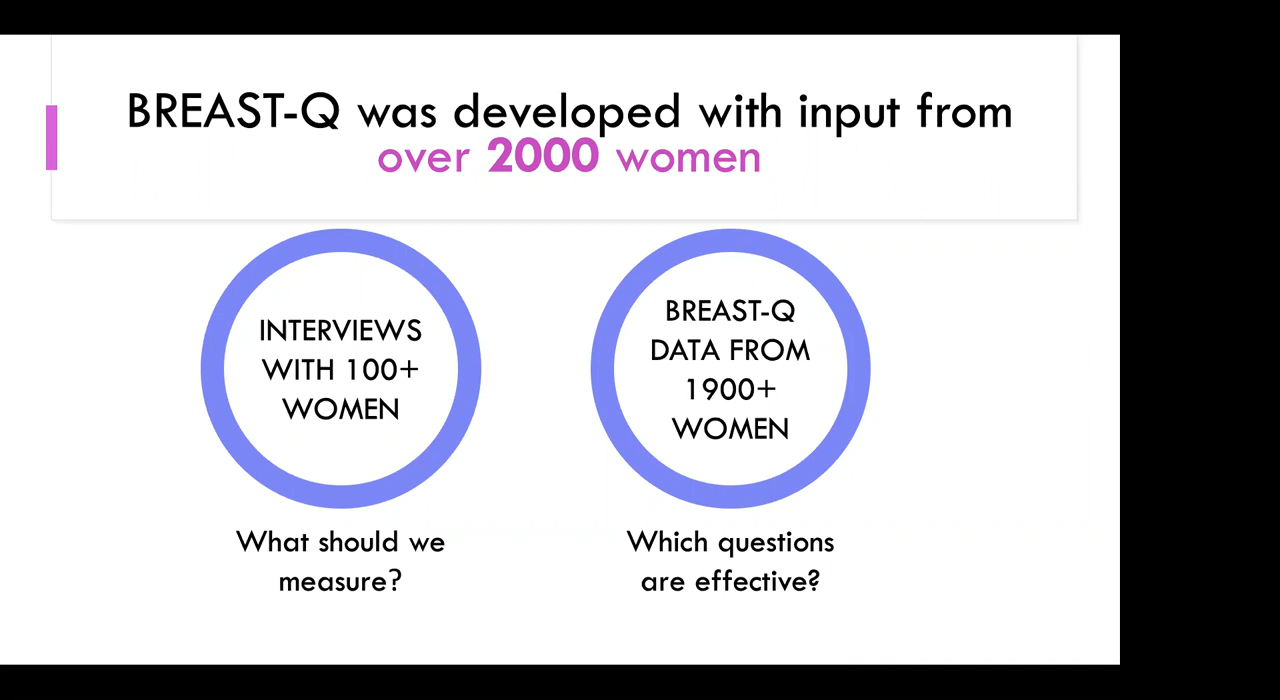 BREAST-Q was developed with input from
over 2000 women
INTERVIEWS
WITH 100+
WOMEN
What should we
measure?
BREAST-Q
DATA FROM
1900+
WOMEN
Which questions
are effective?